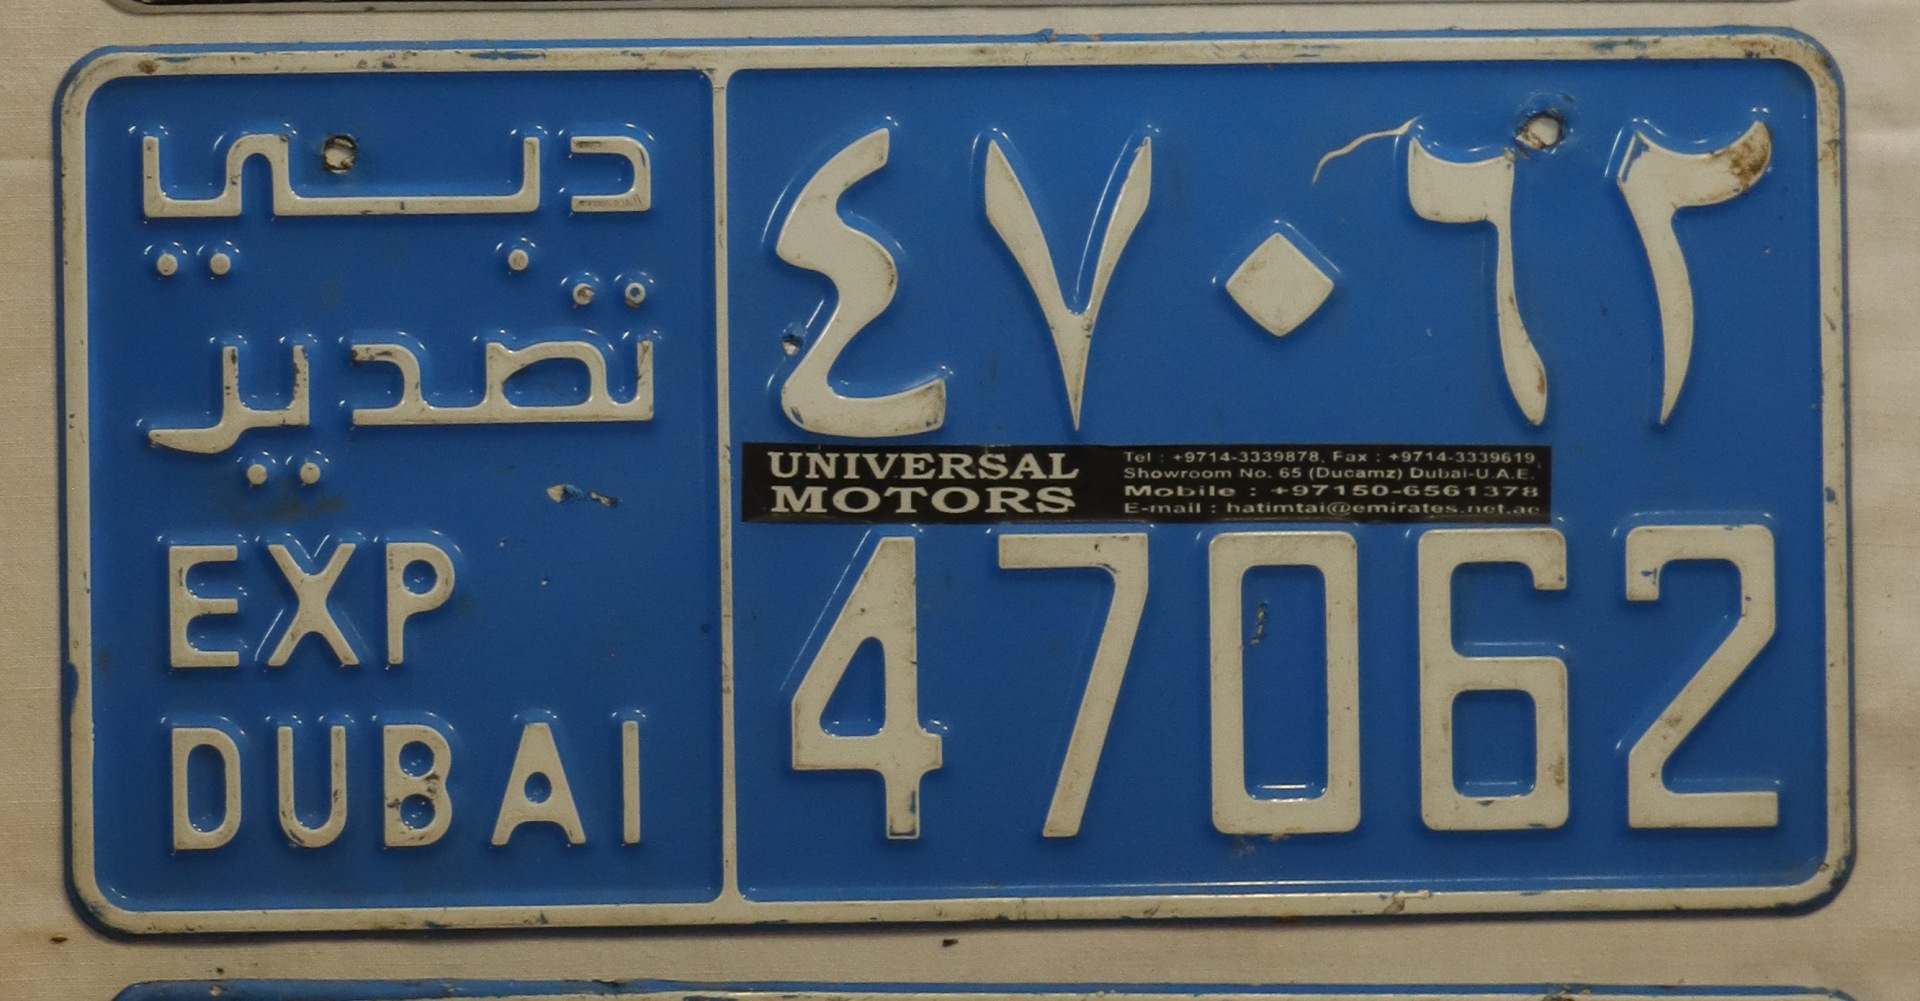 دبي
تصدير
EXP
DUBAI
٤٧٠٦٢
UNIVERSAL
MOTORS
Tel : +9714-3339878, Fax : +9714-3339619
Showroom No. 65 (Ducamz) Dubai-U.A.E.
Mobile : +97150-6561378
E-mail : hatimtai@emirates.net.ae
47062